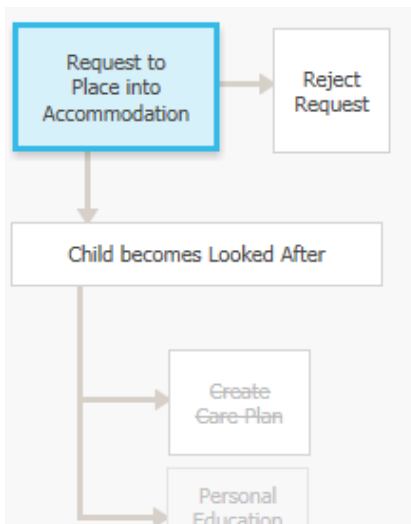 Request to
Place into
Accommodation
Reject
Request
Child becomes Looked After
Create
Care Plan
Personal
Education